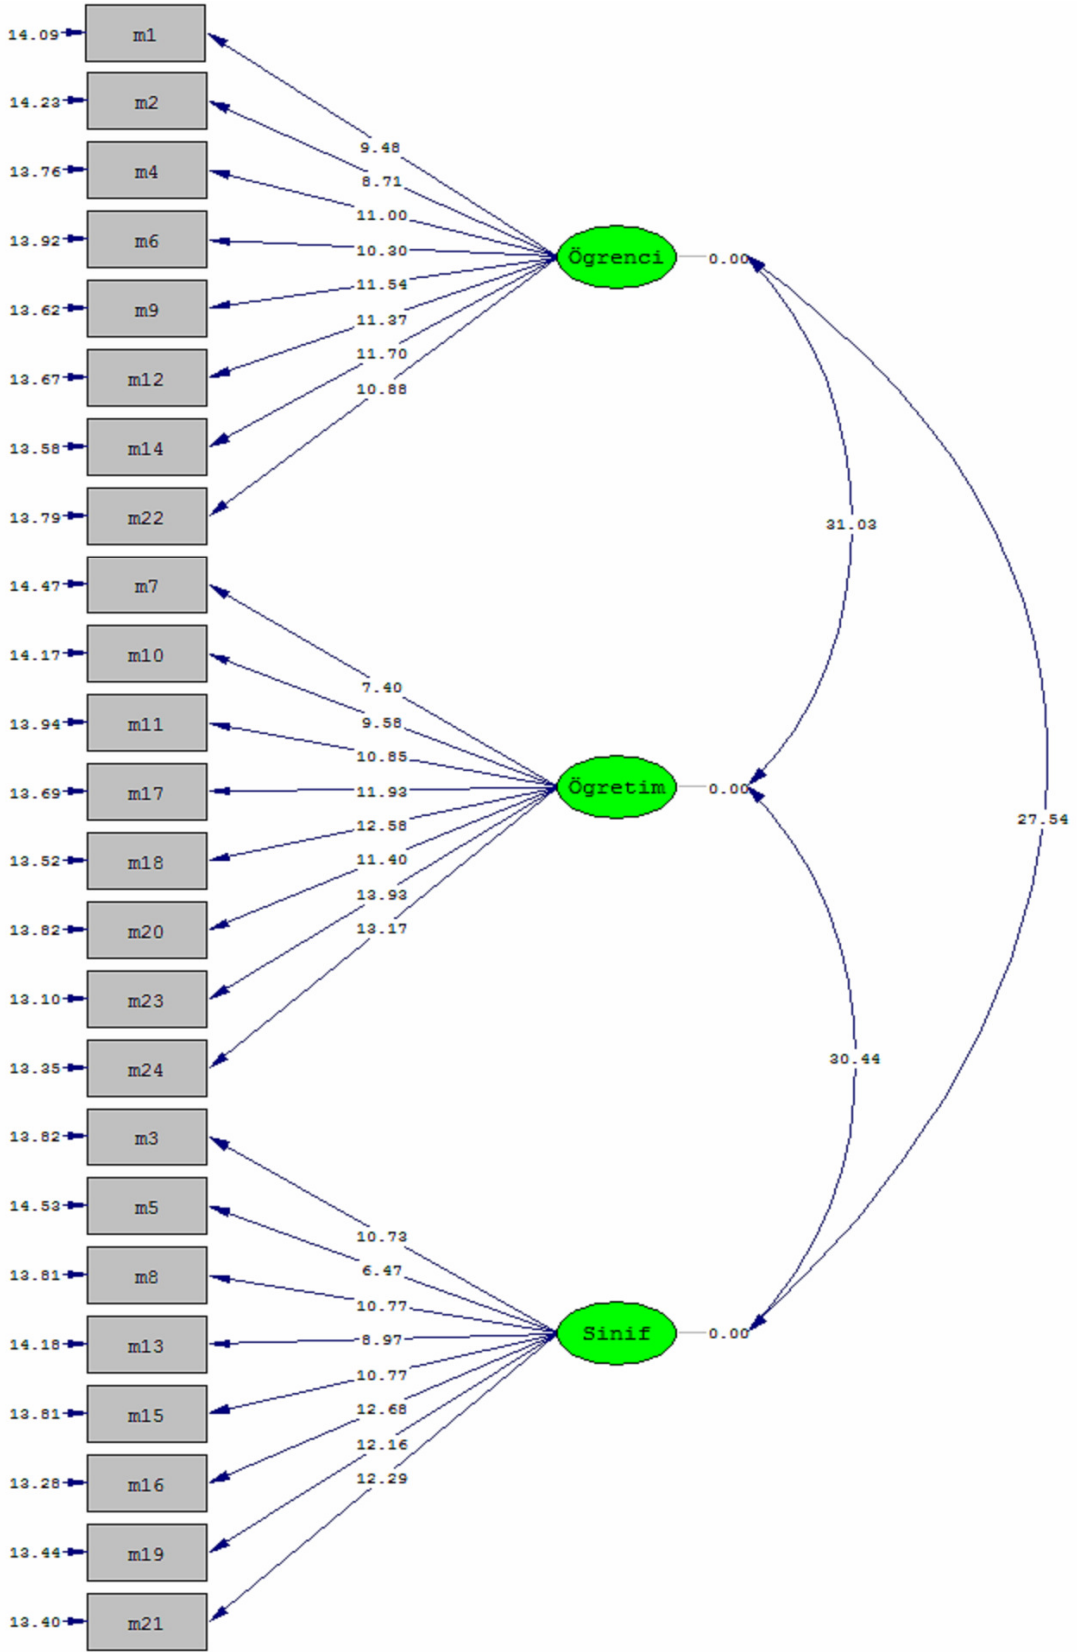 14.09 m1
14.23 m2
9.48
13.76 m4
8.71
11.00
13.92 m6
10.30
Ögrenci 0.00
11.54
13.62 m9
11.37
11.70
13.67 m12
10.88
13.58 m14
13.79 m22
31.03
14.47 m7
14.17 m10
7.40
13.94 m11
9.58
10.85
13.69 m17
11.93
Ögretim 0.00
12.58
27.54
13.52 m18
11.40
13.93
13.82 m20
13.17
13.10 m23
13.35 m24
30.44
13.82 m3
14.53 m5
10.73
13.81 m8
6.47
10.77
14.18 m13
8.97
Sinif 0.00
10.77
13.81 m15
12.68
12.16
13.28 m16
12.29
13.44 m19
13.40 m21